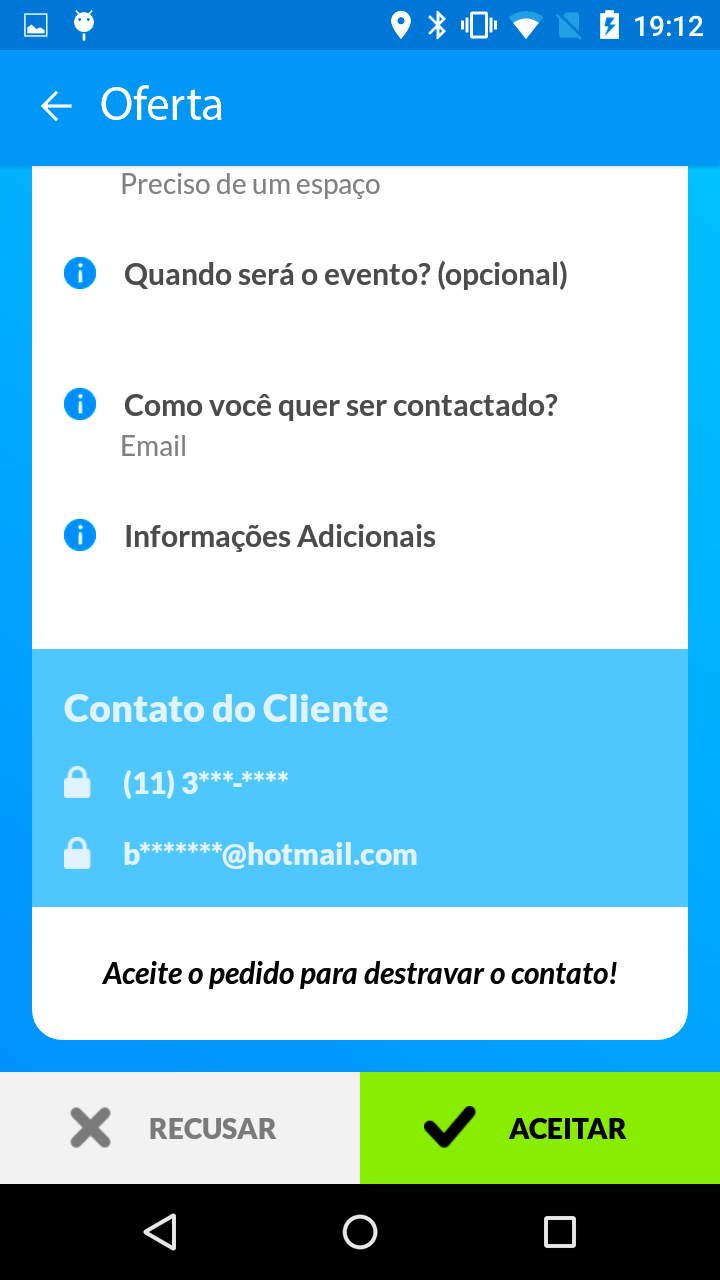 19:12
Oferta
Preciso de um espaço
Quando será o evento? (opcional)
Como você quer ser contactado?
Email
Informações Adicionais
Contato do Cliente
(11) 3***-****
b*******@hotmail.com
Aceite o pedido para destravar o contato!
RECUSAR
ACEITAR